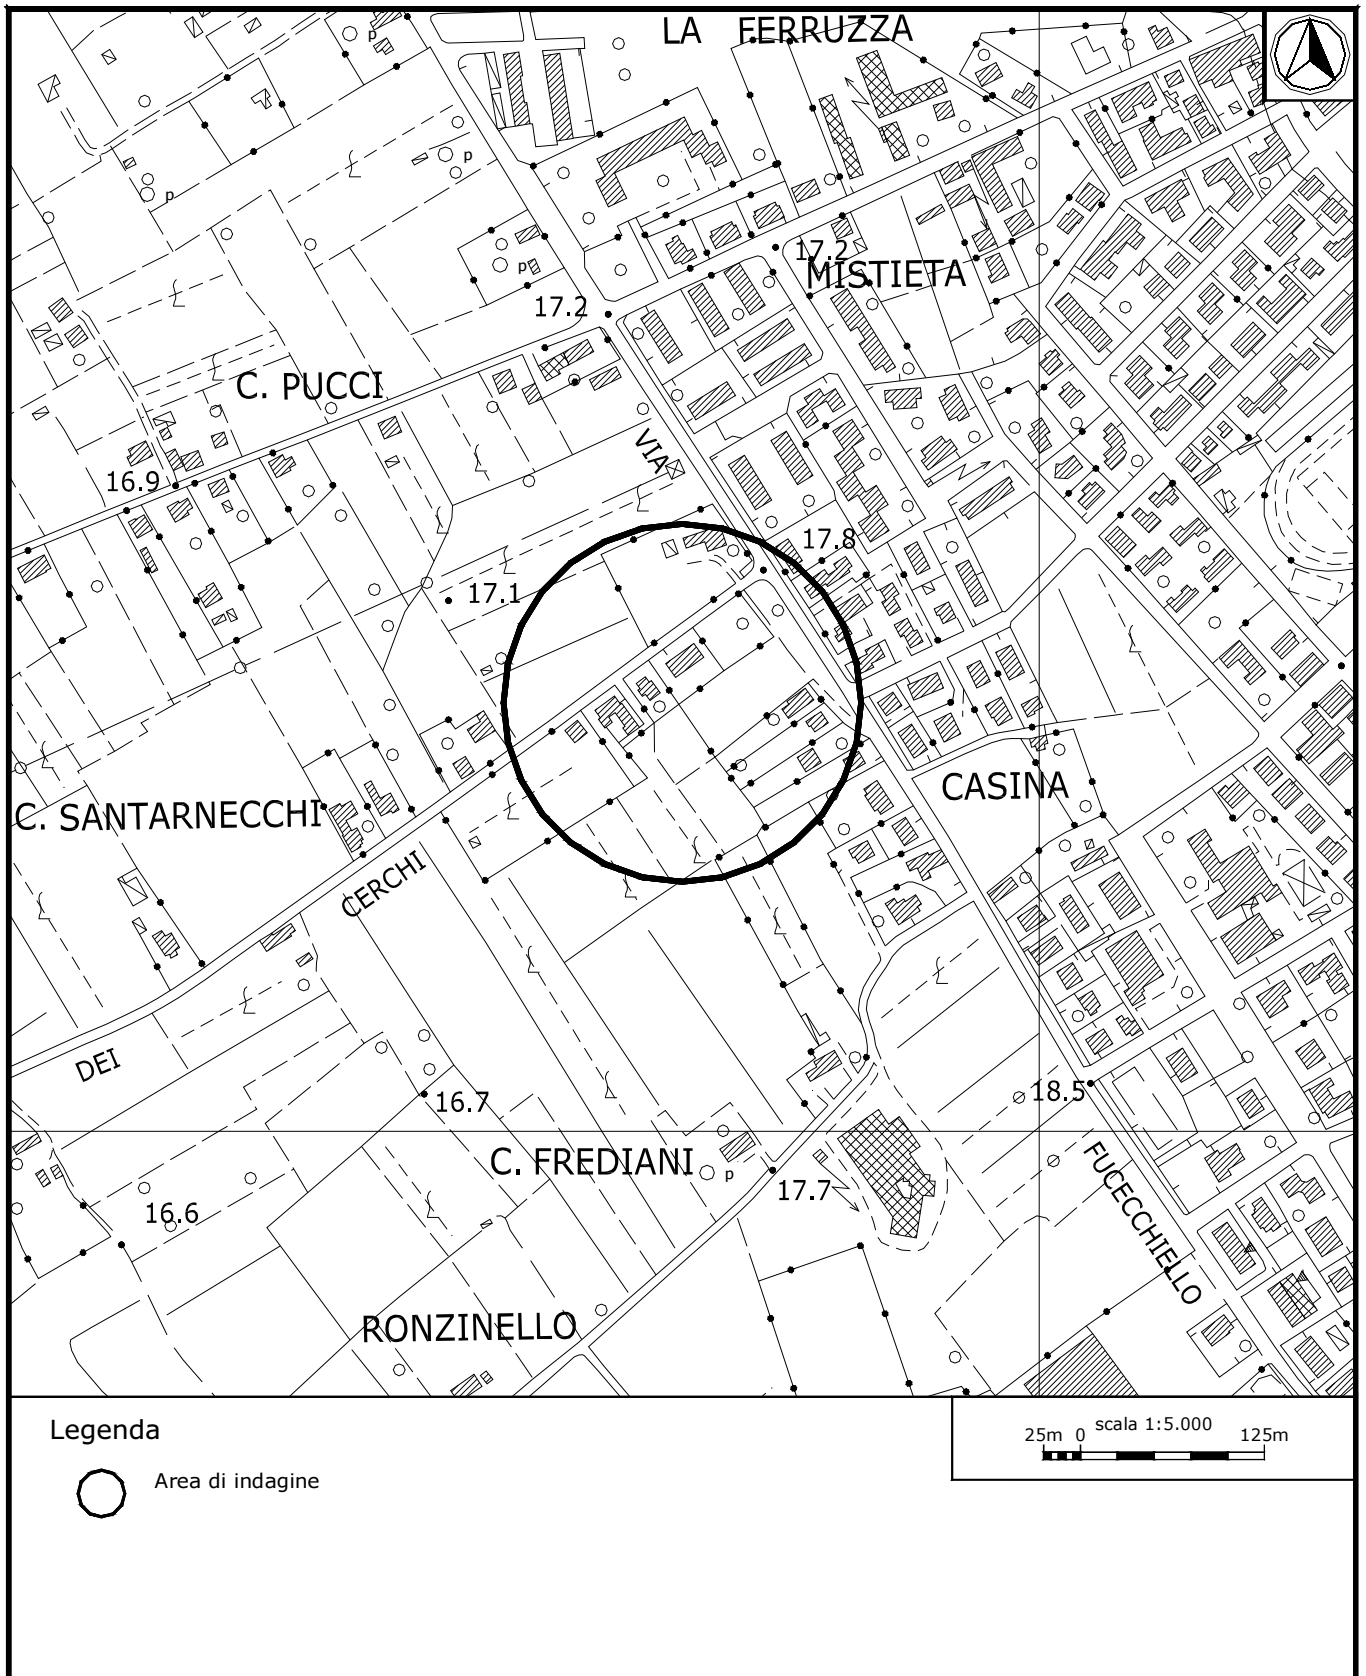 LA FERRUZZA
p
p
p
p
17.2
MISTIETA
17.2
C. PUCCI
VIA
16.9
17.8
17.1
CASINA
C. SANTARNECCHI
CERCHI
DEI
16.7
18.5
C. FREDIANI
p
17.7
FUCECCHIELLO
16.6
RONZINELLO
Legenda
Area di indagine
scala 1:5.000
25m 0 125m